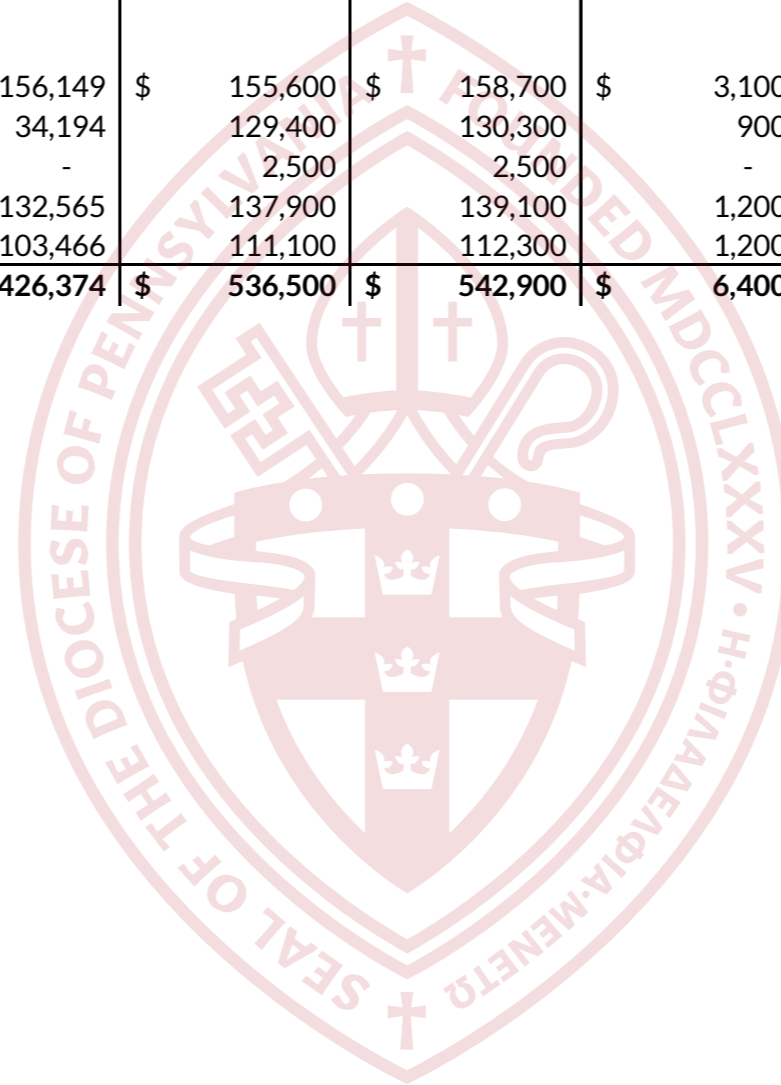 156,149 $ 155,600 $ 158,700 $ 3,100
34,194 129,400 130,300 900
- 2,500 2,500 -
132,565 137,900 139,100 1,200
103,466 111,100 112,300 1,200
426,374 $ 536,500 $ 542,900 $ 6,400
SEAL OF THE DIOCESE OF PENNSYLVANIA † FOUNDED MDCCLXXXV • Η·ΦΙΛΑΔΕΛΦΙΑ·ΜΕΝΕΤΩ †